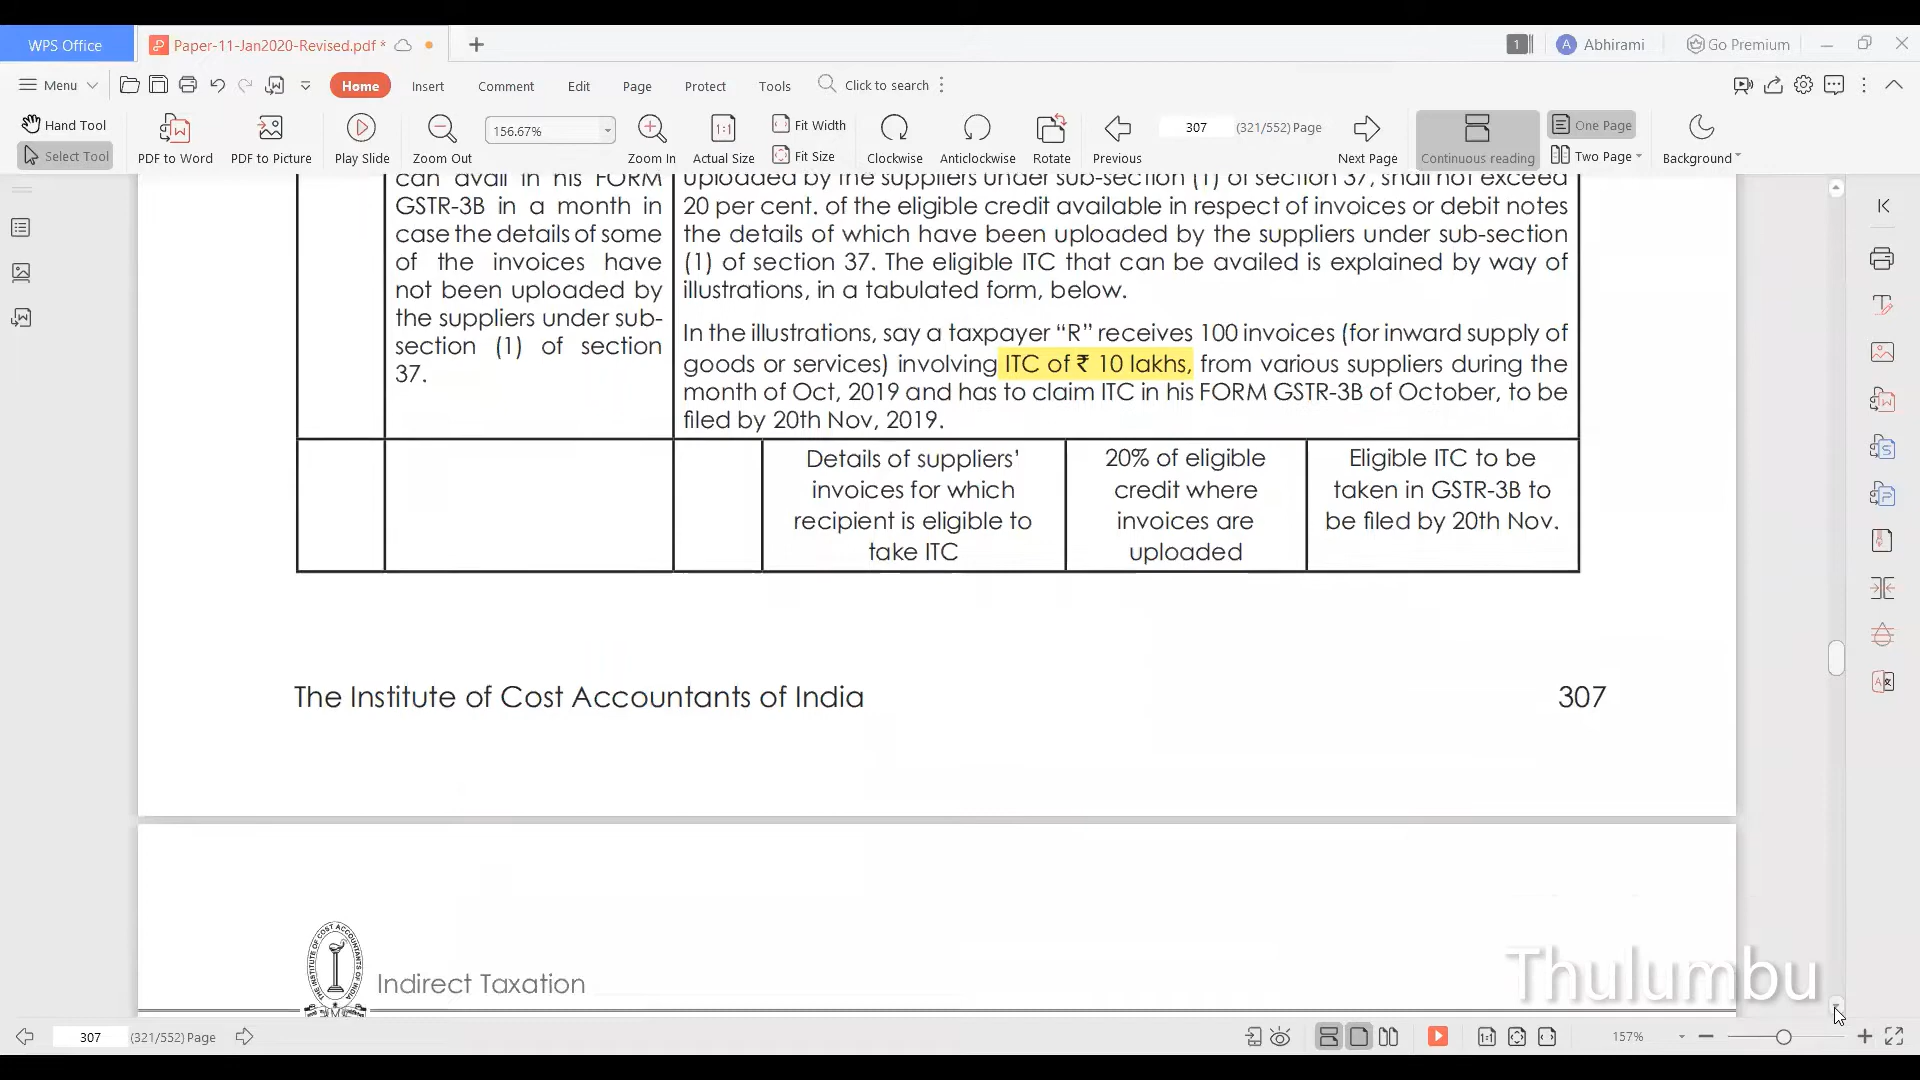 WPS Office
Paper-11-Jan2020-Revised.pdf *
1
A Abhirami
Go Premium
Menu
Home
Insert
Comment
Edit
Page
Protect
Tools
Click to search
Hand Tool
Select Tool
PDF to Word
PDF to Picture
Play Slide
Zoom Out
156.67%
Zoom In
1:1
Actual Size
Fit Width
Fit Size
Clockwise
Anticlockwise
Rotate
Previous
307 (321/552) Page
Next Page
Continuous reading
One Page
Two Page
Background
can avail in his FORM
GSTR-3B in a month in
case the details of some
of the invoices have
not been uploaded by
the suppliers under sub-
section (1) of section
37.
uploaded by the suppliers under sub-section (1) of section 37, shall not exceed
20 per cent. of the eligible credit available in respect of invoices or debit notes
the details of which have been uploaded by the suppliers under sub-section
(1) of section 37. The eligible ITC that can be availed is explained by way of
illustrations, in a tabulated form, below.
In the illustrations, say a taxpayer “R” receives 100 invoices (for inward supply of
goods or services) involving ITC of ₹ 10 lakhs, from various suppliers during the
month of Oct, 2019 and has to claim ITC in his FORM GSTR-3B of October, to be
filed by 20th Nov, 2019.
Details of suppliers’
invoices for which
recipient is eligible to
take ITC
20% of eligible
credit where
invoices are
uploaded
Eligible ITC to be
taken in GSTR-3B to
be filed by 20th Nov.
The Institute of Cost Accountants of India
307
Indirect Taxation
Thulumbu
307 (321/552) Page
157%